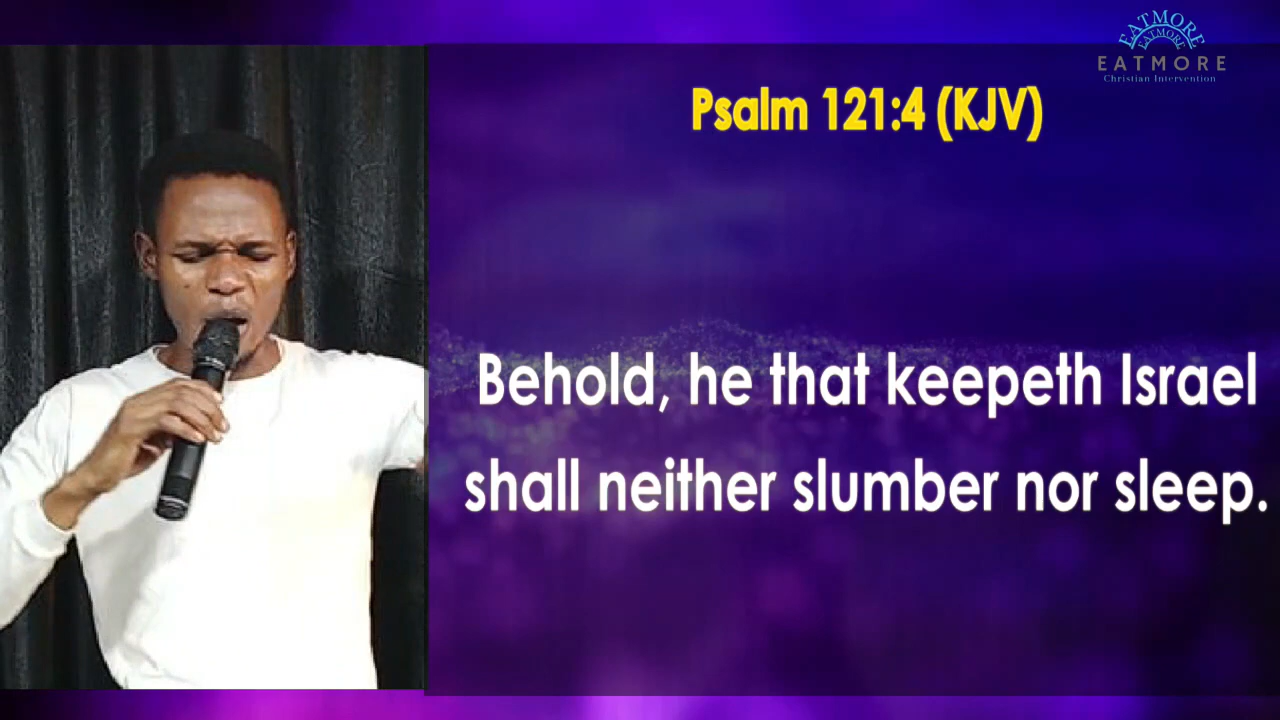 EATMORE
EATMORE
EATMORE
Christian Intervention
Psalm 121:4 (KJV)
Behold, he that keepeth Israel
shall neither slumber nor sleep.